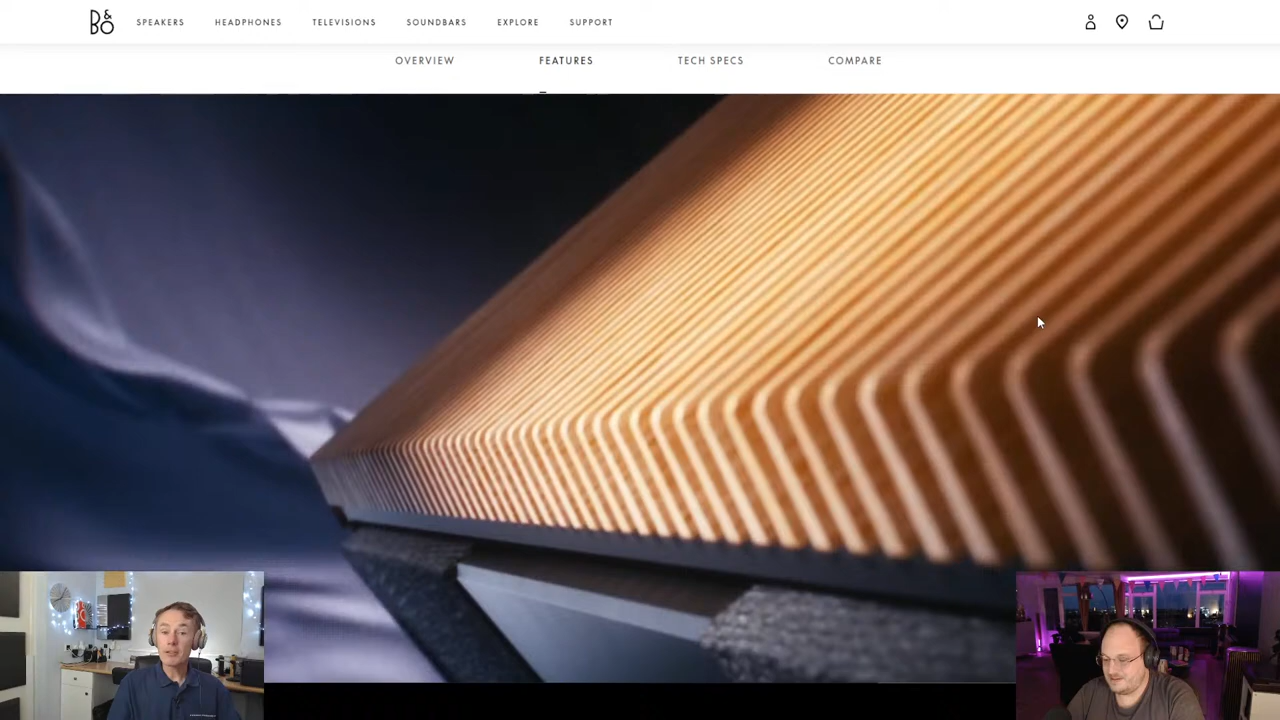 B&O SPEAKERS HEADPHONES TELEVISIONS SOUNDBARS EXPLORE SUPPORT
OVERVIEW FEATURES TECH SPECS COMPARE